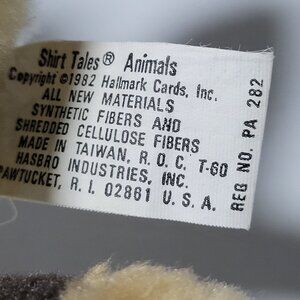 Shirt Tales® Animals
Copyright ©1982 Hallmark Cards, Inc.
ALL NEW MATERIALS
SYNTHETIC FIBERS AND
SHREDDED CELLULOSE FIBERS
MADE IN TAIWAN, R.O.C. T-60
HASBRO INDUSTRIES, INC.
PAWTUCKET, R.I. 02861 U.S.A.
REG NO. PA 282